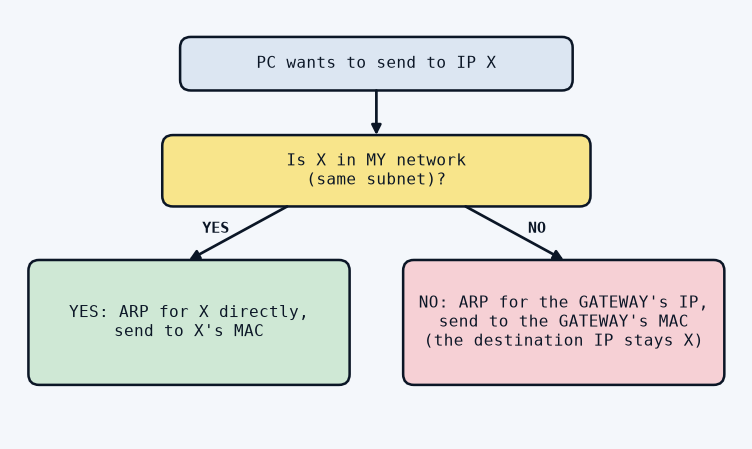 PC wants to send to IP X
Is X in MY network
(same subnet)?
YES
NO
YES: ARP for X directly,
send to X's MAC
NO: ARP for the GATEWAY's IP,
send to the GATEWAY's MAC
(the destination IP stays X)